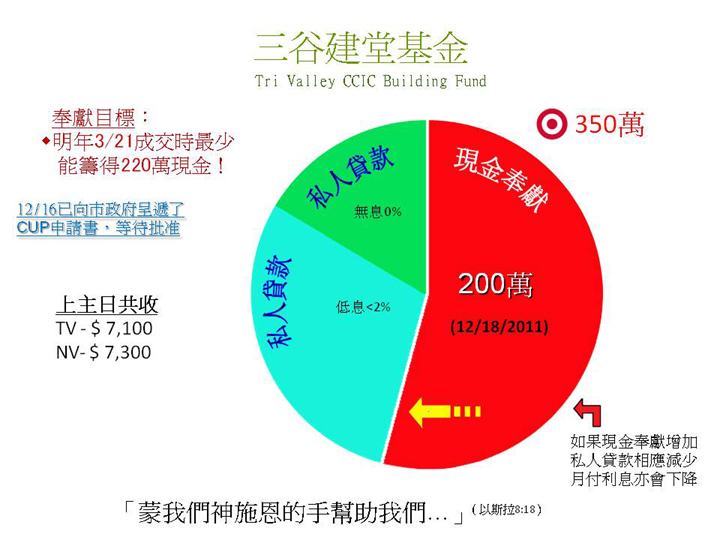 三谷建堂基金
Tri Valley CCIC Building Fund
奉獻目標：
◆明年3/21成交時最少
能籌得220萬現金！
350萬
12/16已向市政府呈遞了
CUP申請書，等待批准
私人貸款
無息0%
現金奉獻
200萬
(12/18/2011)
私人貸款
低息<2%
上主日共收
TV - $ 7,100
NV- $ 7,300
如果現金奉獻增加
私人貸款相應減少
月付利息亦會下降
「蒙我們神施恩的手幫助我們…」( 以斯拉8:18 )